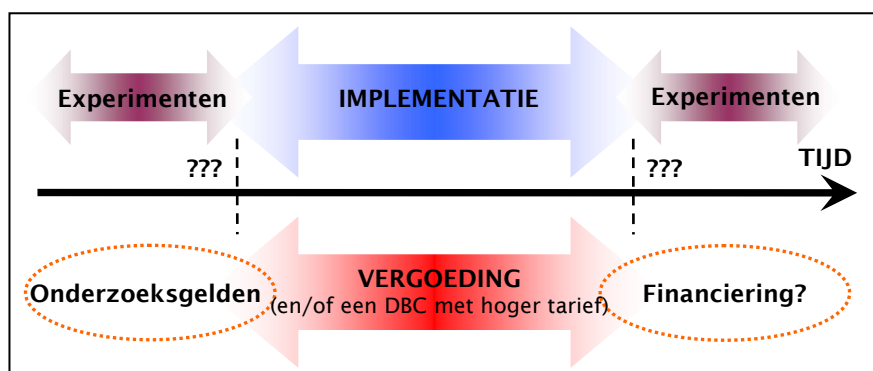 Experimenten
IMPLEMENTATIE
Experimenten
???
???
TIJD
Onderzoeksgelden
VERGOEDING
(en/of een DBC met hoger tarief)
Financiering?